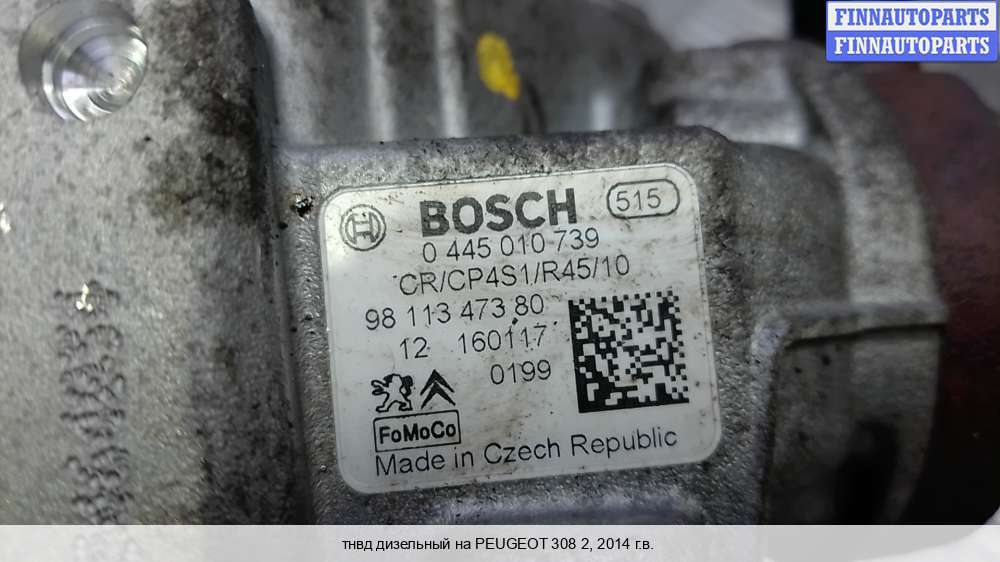 FINNAUTOPARTS
FINNAUTOPARTS
BOSCH 515
0 445 010 739
CR/CP4S1/R45/10
98 113 473 80
12 160117
0199
FoMoCo
Made in Czech Republic
тнвд дизельный на PEUGEOT 308 2, 2014 г.в.